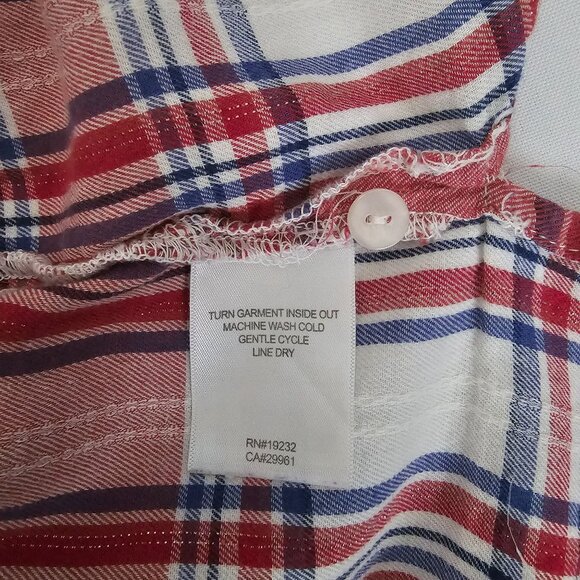 TURN GARMENT INSIDE OUT
MACHINE WASH COLD
GENTLE CYCLE
LINE DRY
RN#19232
CA#29961